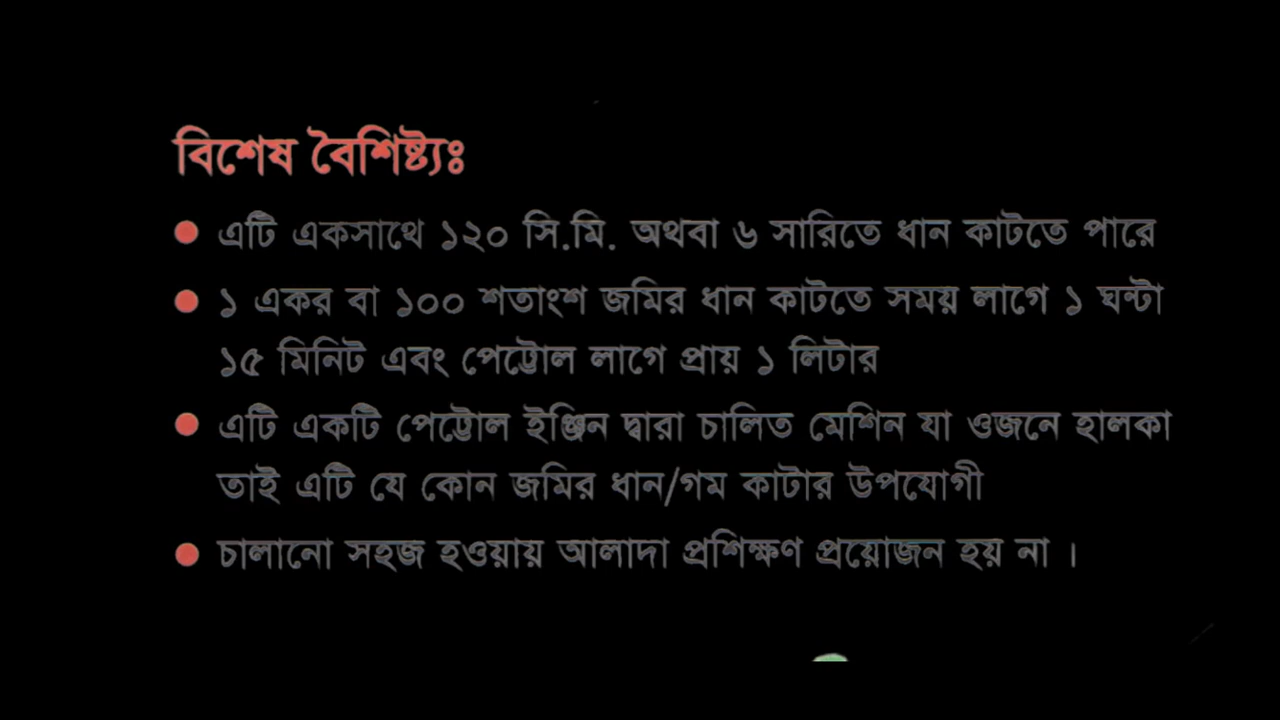 বিশেষ বৈশিষ্ট্যঃ
● এটি একসাথে ১২০ সি.মি. অথবা ৬ সারিতে ধান কাটতে পারে
● ১ একর বা ১০০ শতাংশ জমির ধান কাটতে সময় লাগে ১ ঘন্টা
১৫ মিনিট এবং পেট্রোল লাগে প্রায় ১ লিটার
● এটি একটি পেট্রোল ইঞ্জিন দ্বারা চালিত মেশিন যা ওজনে হালকা
তাই এটি যে কোন জমির ধান/গম কাটার উপযোগী
● চালানো সহজ হওয়ায় আলাদা প্রশিক্ষণ প্রয়োজন হয় না ।